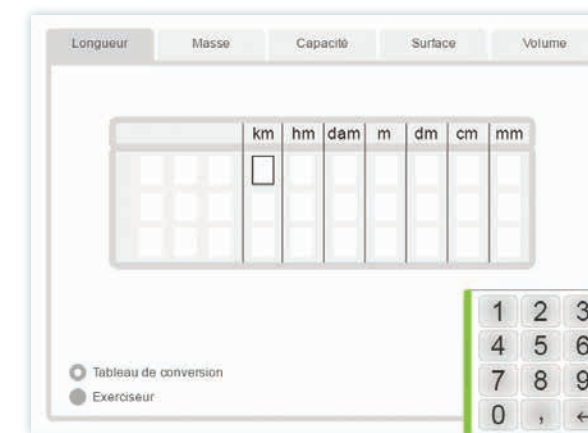 Longueur Masse Capacité Surface Volume
km hm dam m dm cm mm
1 2 3
4 5 6
Tableau de conversion
7 8 9
Exerciseur
0 , ←